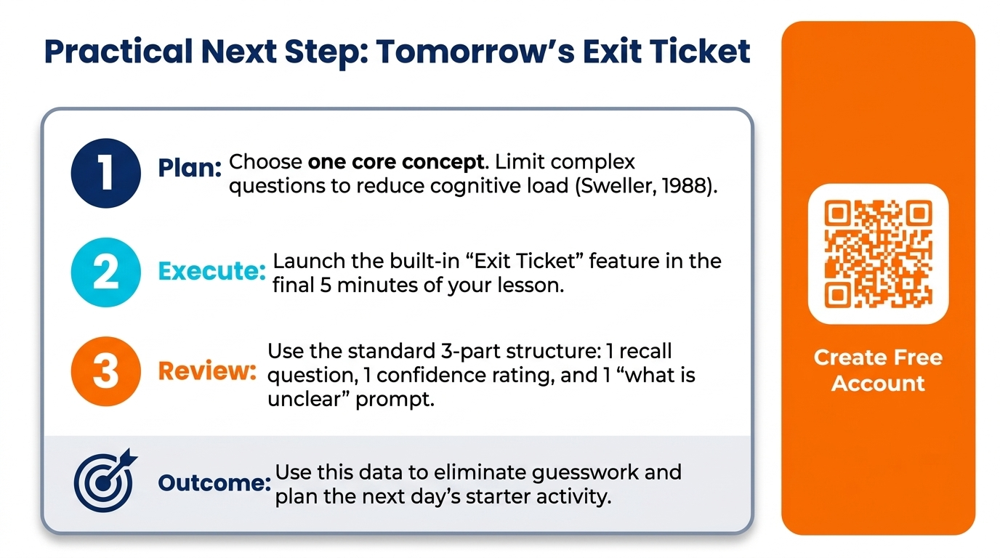 Practical Next Step: Tomorrow’s Exit Ticket
1
Plan: Choose one core concept. Limit complex
questions to reduce cognitive load (Sweller, 1988).
2
Execute: Launch the built-in “Exit Ticket” feature in the
final 5 minutes of your lesson.
3
Review: Use the standard 3-part structure: 1 recall
question, 1 confidence rating, and 1 “what is
unclear” prompt.
Outcome: Use this data to eliminate guesswork and
plan the next day’s starter activity.
Create Free
Account